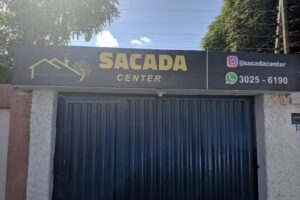 SACADA
CENTER
@sacadacenter
3025 - 6190